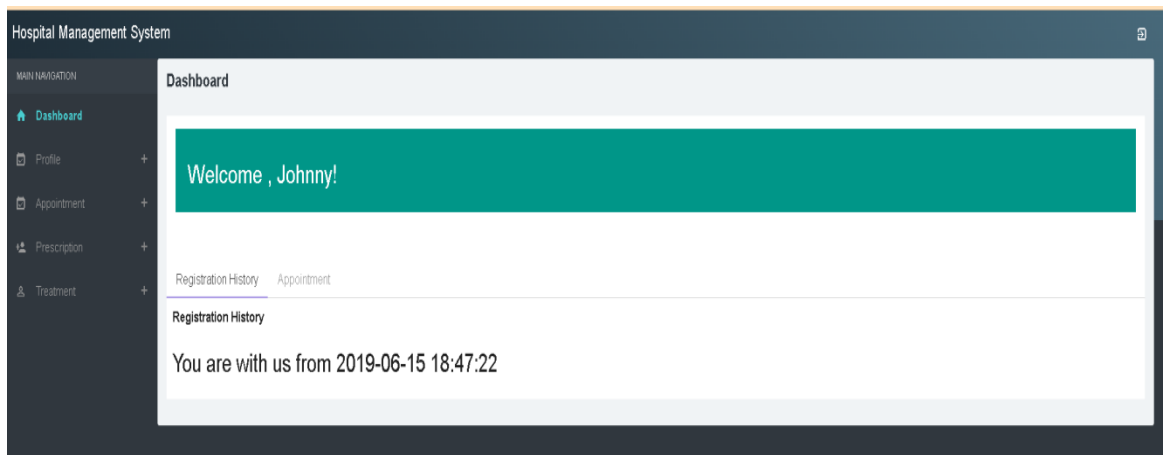 Hospital Management System
MAIN NAVIGATION
Dashboard
Profile +
Appointment +
Prescription +
Treatment +
Dashboard
Welcome , Johnny!
Registration History Appointment
Registration History
You are with us from 2019-06-15 18:47:22